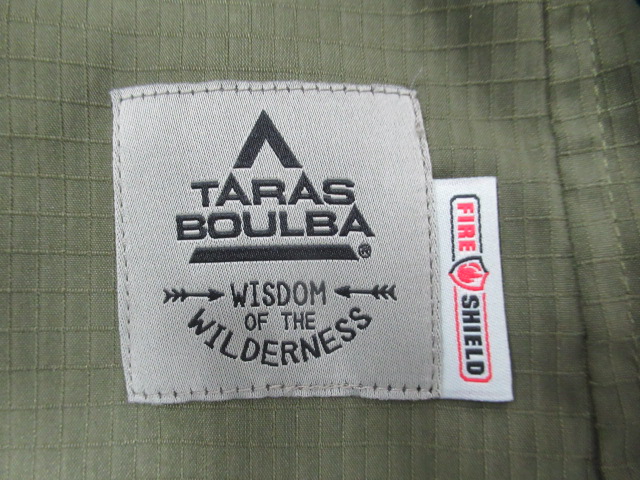 TARAS
BOULBA®
WISDOM
OF THE
WILDERNESS
FIRE SHIELD